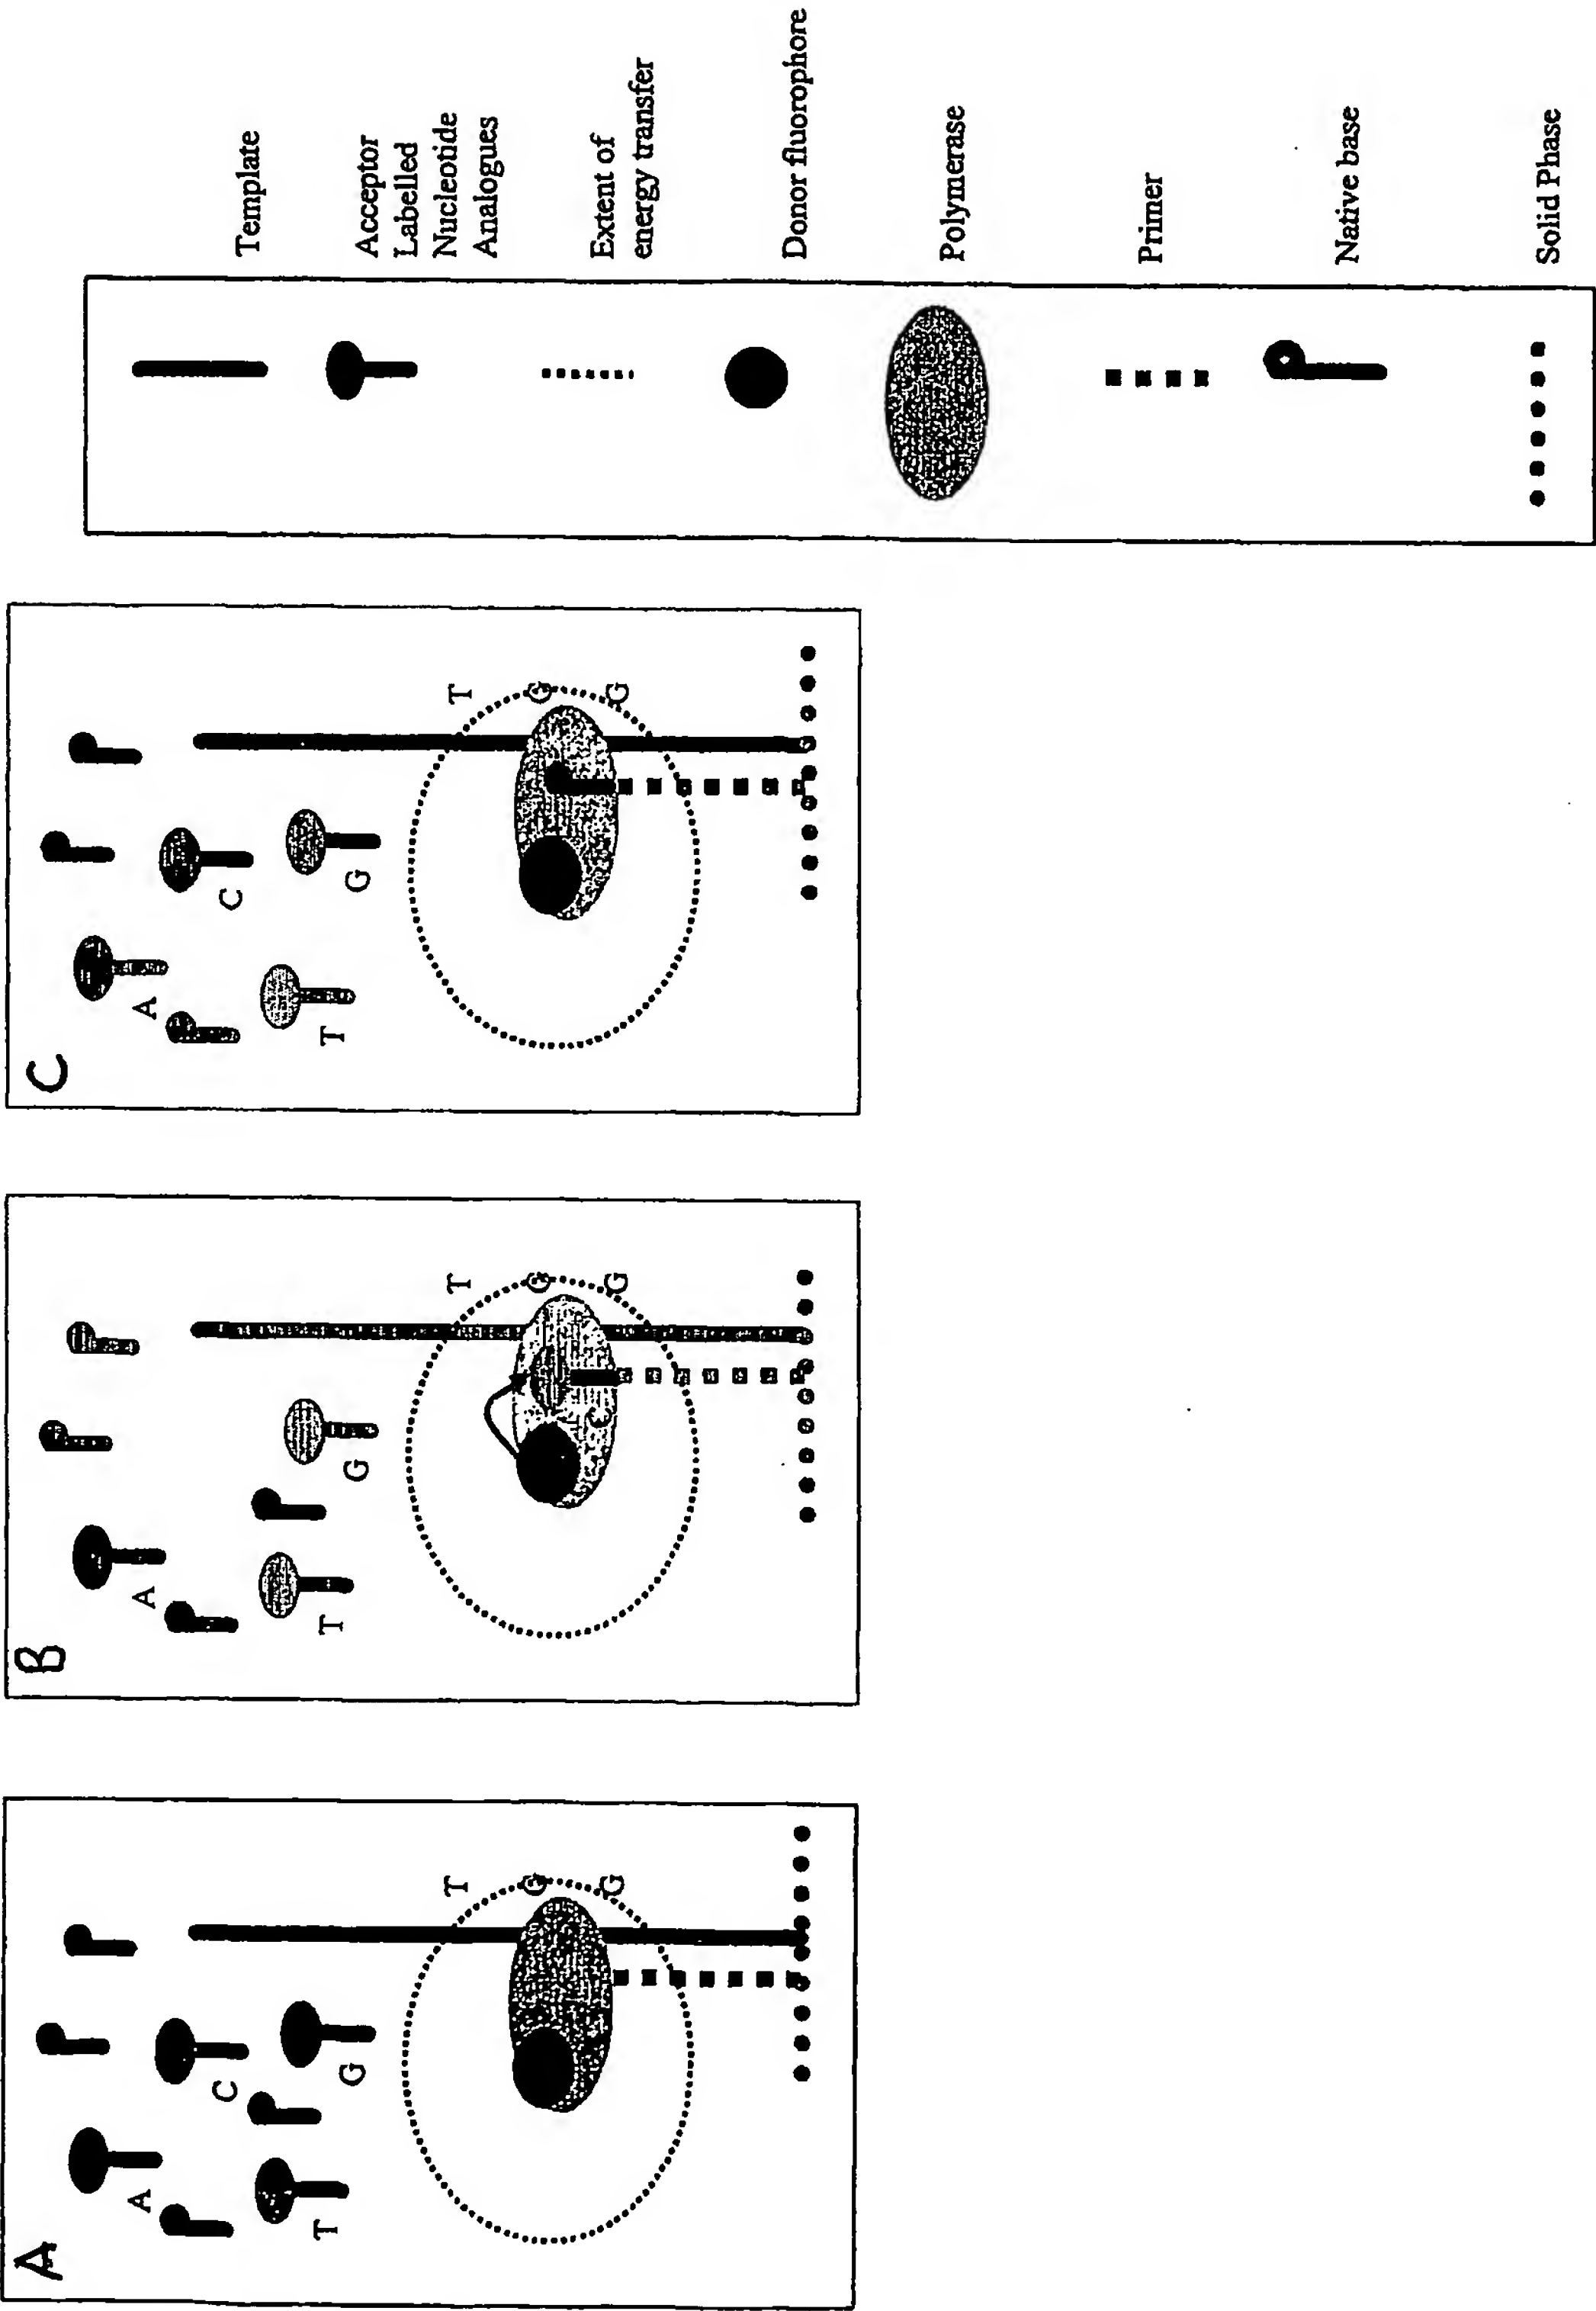 A
A
T
C
G
T
G
G
B
A
T
G
C
T
G
G
C
A
T
C
G
T
G
G
Template
Acceptor
Labelled
Nucleotide
Analogues
Extent of
energy transfer
Donor fluorophore
Polymerase
Primer
Native base
Solid Phase